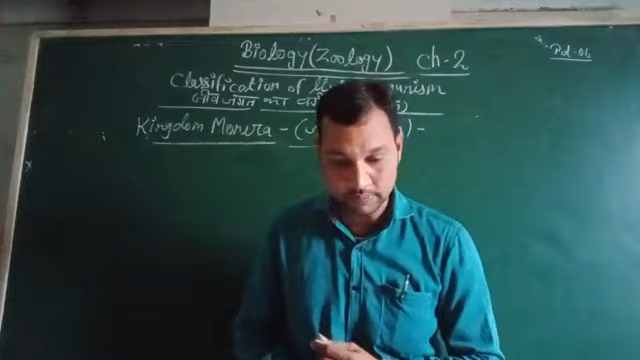 Biology (Zoology) Ch-2
Pd-06
Classification of
जीव जगत का
Kingdom Monera - ( ) -